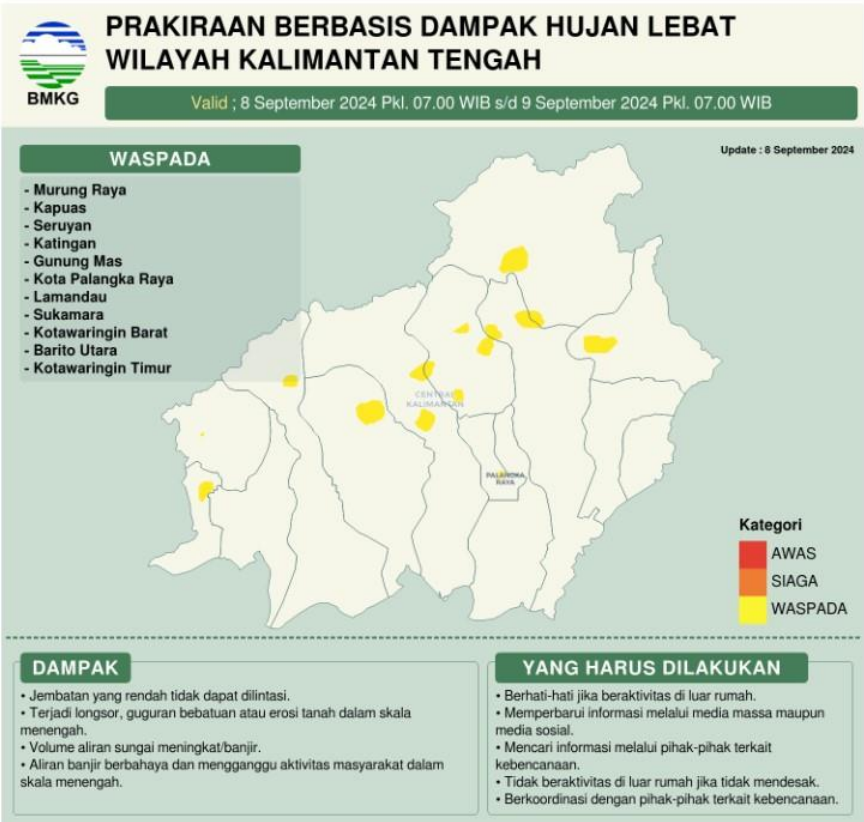 PRAKIRAAN BERBASIS DAMPAK HUJAN LEBAT
WILAYAH KALIMANTAN TENGAH
BMKG
Valid ; 8 September 2024 Pkl. 07.00 WIB s/d 9 September 2024 Pkl. 07.00 WIB
Update : 8 September 2024
WASPADA
- Murung Raya
- Kapuas
- Seruyan
- Katingan
- Gunung Mas
- Kota Palangka Raya
- Lamandau
- Sukamara
- Kotawaringin Barat
- Barito Utara
- Kotawaringin Timur
CENTRAL
KALIMANTAN
PALANGKA
RAYA
Kategori
AWAS
SIAGA
WASPADA
DAMPAK
• Jembatan yang rendah tidak dapat dilintasi.
• Terjadi longsor, guguran bebatuan atau erosi tanah dalam skala
menengah.
• Volume aliran sungai meningkat/banjir.
• Aliran banjir berbahaya dan mengganggu aktivitas masyarakat dalam
skala menengah.
YANG HARUS DILAKUKAN
• Berhati-hati jika beraktivitas di luar rumah.
• Memperbarui informasi melalui media massa maupun
media sosial.
• Mencari informasi melalui pihak-pihak terkait
kebencanaan.
• Tidak beraktivitas di luar rumah jika tidak mendesak.
• Berkoordinasi dengan pihak-pihak terkait kebencanaan.